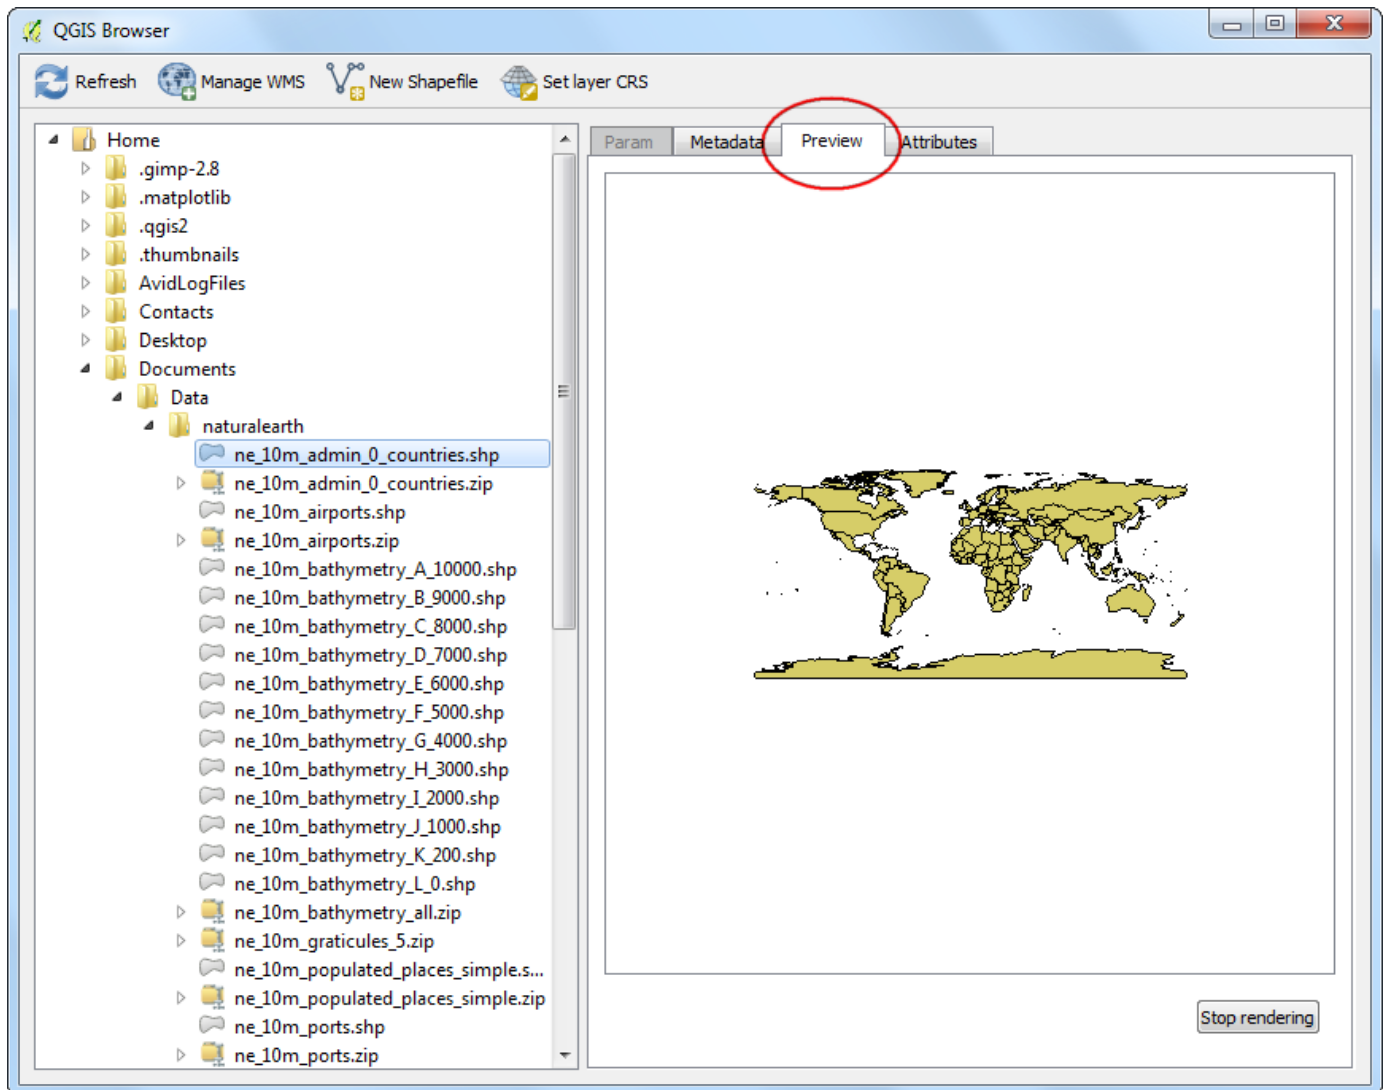 QGIS Browser
Refresh Manage WMS New Shapefile Set layer CRS
Home
.gimp-2.8
.matplotlib
.qgis2
.thumbnails
AvidLogFiles
Contacts
Desktop
Documents
Data
naturalearth
ne_10m_admin_0_countries.shp
ne_10m_admin_0_countries.zip
ne_10m_airports.shp
ne_10m_airports.zip
ne_10m_bathymetry_A_10000.shp
ne_10m_bathymetry_B_9000.shp
ne_10m_bathymetry_C_8000.shp
ne_10m_bathymetry_D_7000.shp
ne_10m_bathymetry_E_6000.shp
ne_10m_bathymetry_F_5000.shp
ne_10m_bathymetry_G_4000.shp
ne_10m_bathymetry_H_3000.shp
ne_10m_bathymetry_I_2000.shp
ne_10m_bathymetry_J_1000.shp
ne_10m_bathymetry_K_200.shp
ne_10m_bathymetry_L_0.shp
ne_10m_bathymetry_all.zip
ne_10m_graticules_5.zip
ne_10m_populated_places_simple.s...
ne_10m_populated_places_simple.zip
ne_10m_ports.shp
ne_10m_ports.zip
Param Metadata Preview Attributes
Stop rendering